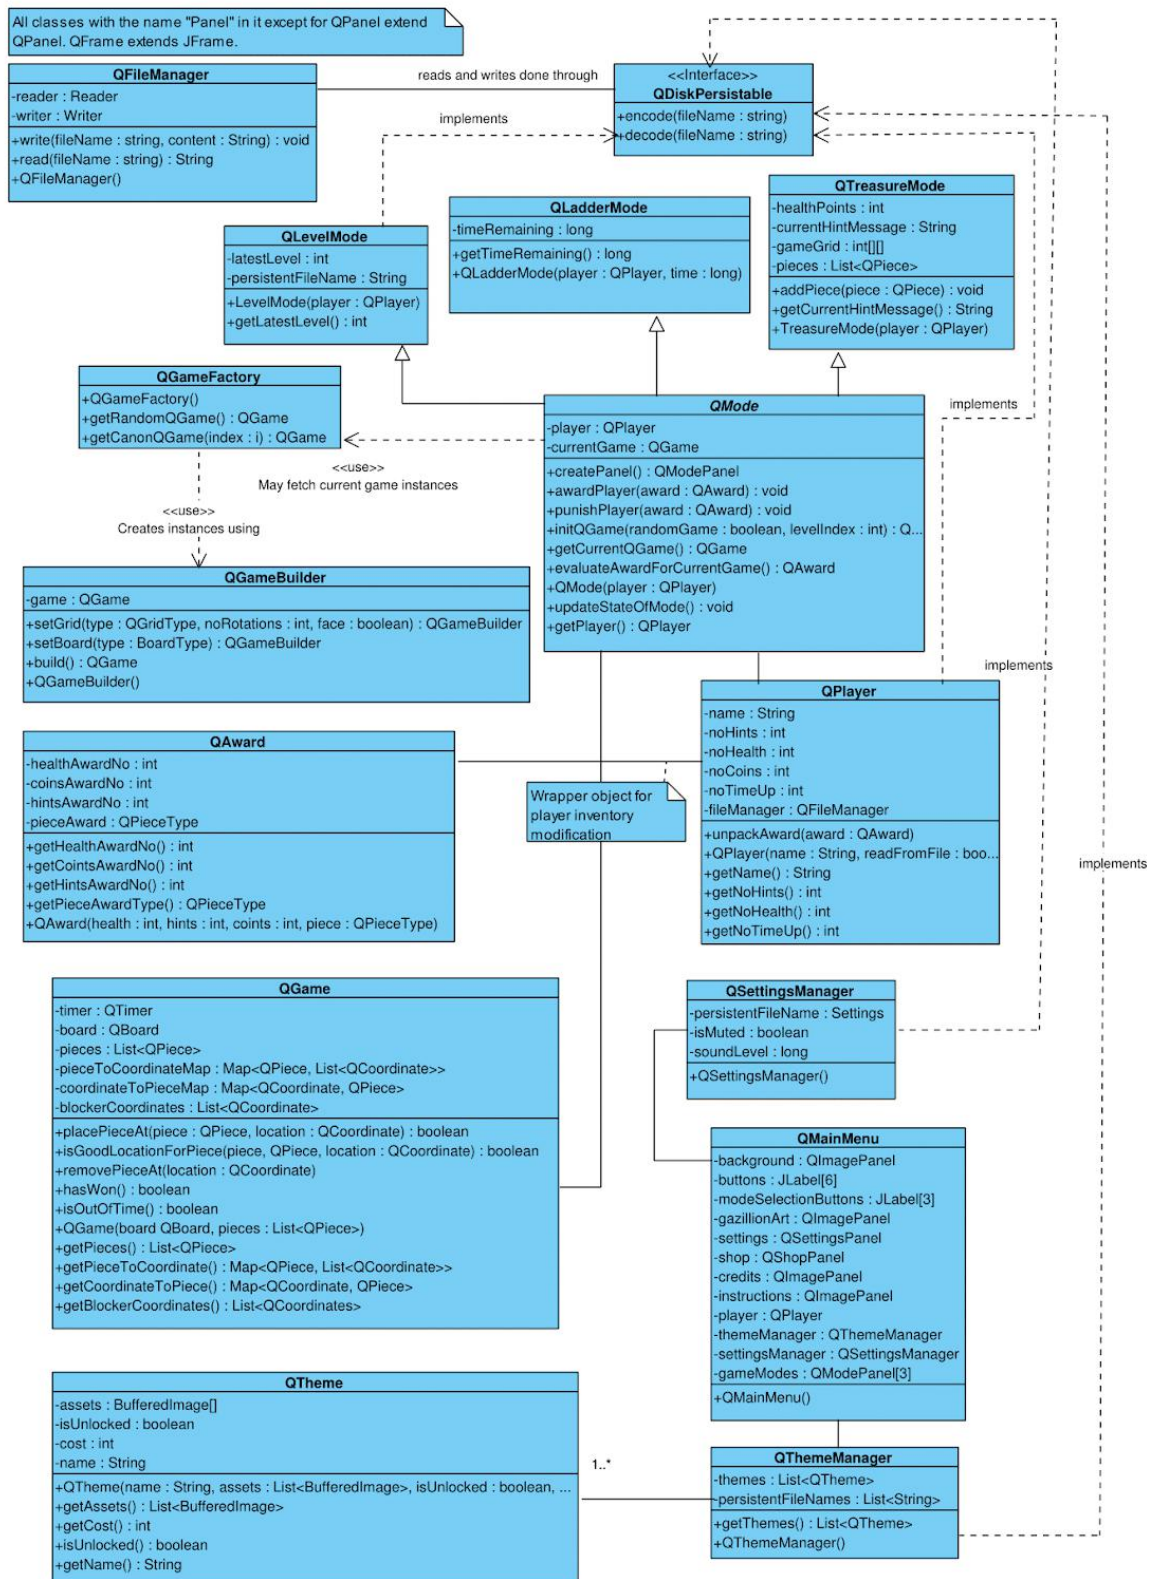 All classes with the name "Panel" in it except for QPanel extend
QPanel. QFrame extends JFrame.
QFileManager
-reader : Reader
-writer : Writer
+write(fileName : string, content : String) : void
+read(fileName : string) : String
+QFileManager()
reads and writes done through
<<Interface>>
QDiskPersistable
+encode(fileName : string)
+decode(fileName : string)
implements
QLevelMode
-latestLevel : int
-persistentFileName : String
+LevelMode(player : QPlayer)
+getLatestLevel() : int
QLadderMode
-timeRemaining : long
+getTimeRemaining() : long
+QLadderMode(player : QPlayer, time : long)
QTreasureMode
-healthPoints : int
-currentHintMessage : String
-gameGrid : int[][]
-pieces : List<QPiece>
+addPiece(piece : QPiece) : void
+getCurrentHintMessage() : String
+TreasureMode(player : QPlayer)
QGameFactory
+QGameFactory()
+getRandomQGame() : QGame
+getCanonQGame(index : i) : QGame
<<use>>
May fetch current game instances
<<use>>
Creates instances using
QMode
-player : QPlayer
-currentGame : QGame
+createPanel() : QModePanel
+awardPlayer(award : QAward) : void
+punishPlayer(award : QAward) : void
+initQGame(randomGame : boolean, levelIndex : int) : Q...
+getCurrentQGame() : QGame
+evaluateAwardForCurrentGame() : QAward
+QMode(player : QPlayer)
+updateStateOfMode() : void
+getPlayer() : QPlayer
implements
QGameBuilder
-game : QGame
+setGrid(type : QGridType, noRotations : int, face : boolean) : QGameBuilder
+setBoard(type : BoardType) : QGameBuilder
+build() : QGame
+QGameBuilder()
implements
QPlayer
-name : String
-noHints : int
-noHealth : int
-noCoins : int
-noTimeUp : int
-fileManager : QFileManager
+unpackAward(award : QAward)
+QPlayer(name : String, readFromFile : boo...
+getName() : String
+getNoHints() : int
+getNoHealth() : int
+getNoTimeUp() : int
QAward
-healthAwardNo : int
-coinsAwardNo : int
-hintsAwardNo : int
-pieceAward : QPieceType
+getHealthAwardNo() : int
+getCointsAwardNo() : int
+getHintsAwardNo() : int
+getPieceAwardType() : QPieceType
+QAward(health : int, hints : int, coints : int, piece : QPieceType)
Wrapper object for
player inventory
modification
implements
QGame
-timer : QTimer
-board : QBoard
-pieces : List<QPiece>
-pieceToCoordinateMap : Map<QPiece, List<QCoordinate>>
-coordinateToPieceMap : Map<QCoordinate, QPiece>
-blockerCoordinates : List<QCoordinate>
+placePieceAt(piece : QPiece, location : QCoordinate) : boolean
+isGoodLocationForPiece(piece, QPiece, location : QCoordinate) : boolean
+removePieceAt(location : QCoordinate)
+hasWon() : boolean
+isOutOfTime() : boolean
+QGame(board QBoard, pieces : List<QPiece>)
+getPieces() : List<QPiece>
+getPieceToCoordinate() : Map<QPiece, List<QCoordinate>>
+getCoordinateToPiece() : Map<QCoordinate, QPiece>
+getBlockerCoordinates() : List<QCoordinates>
QSettingsManager
-persistentFileName : Settings
-isMuted : boolean
-soundLevel : long
+QSettingsManager()
QMainMenu
-background : QImagePanel
-buttons : JLabel[6]
-modeSelectionButtons : JLabel[3]
-gazillionArt : QImagePanel
-settings : QSettingsPanel
-shop : QShopPanel
-credits : QImagePanel
-instructions : QImagePanel
-player : QPlayer
-themeManager : QThemeManager
-settingsManager : QSettingsManager
-gameModes : QModePanel[3]
+QMainMenu()
QTheme
-assets : BufferedImage[]
-isUnlocked : boolean
-cost : int
-name : String
+QTheme(name : String, assets : List<BufferedImage>, isUnlocked : boolean, ...
+getAssets() : List<BufferedImage>
+getCost() : int
+isUnlocked() : boolean
+getName() : String
1..*
QThemeManager
-themes : List<QTheme>
-persistentFileNames : List<String>
+getThemes() : List<QTheme>
+QThemeManager()